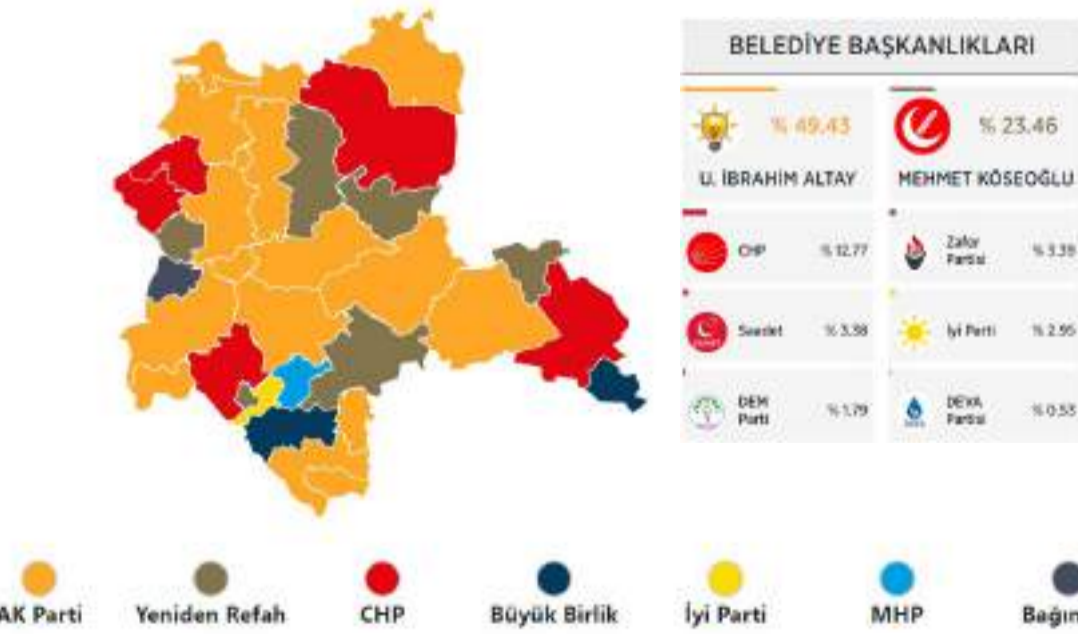 BELEDİYE BAŞKANLIKLARI
% 49.43
% 23.46
U. İBRAHİM ALTAY
MEHMET KÖSEOĞLU
CHP % 12.77
Zafer Partisi % 3.39
Saadet % 3.38
İyi Parti % 2.95
DEM Parti % 1.79
DEVA Partisi % 0.53
AK Parti
Yeniden Refah
CHP
Büyük Birlik
İyi Parti
MHP
Bağın